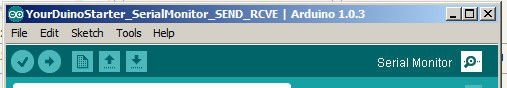 YourDuinoStarter_SerialMonitor_SEND_RCVE | Arduino 1.0.3
File Edit Sketch Tools Help
Serial Monitor